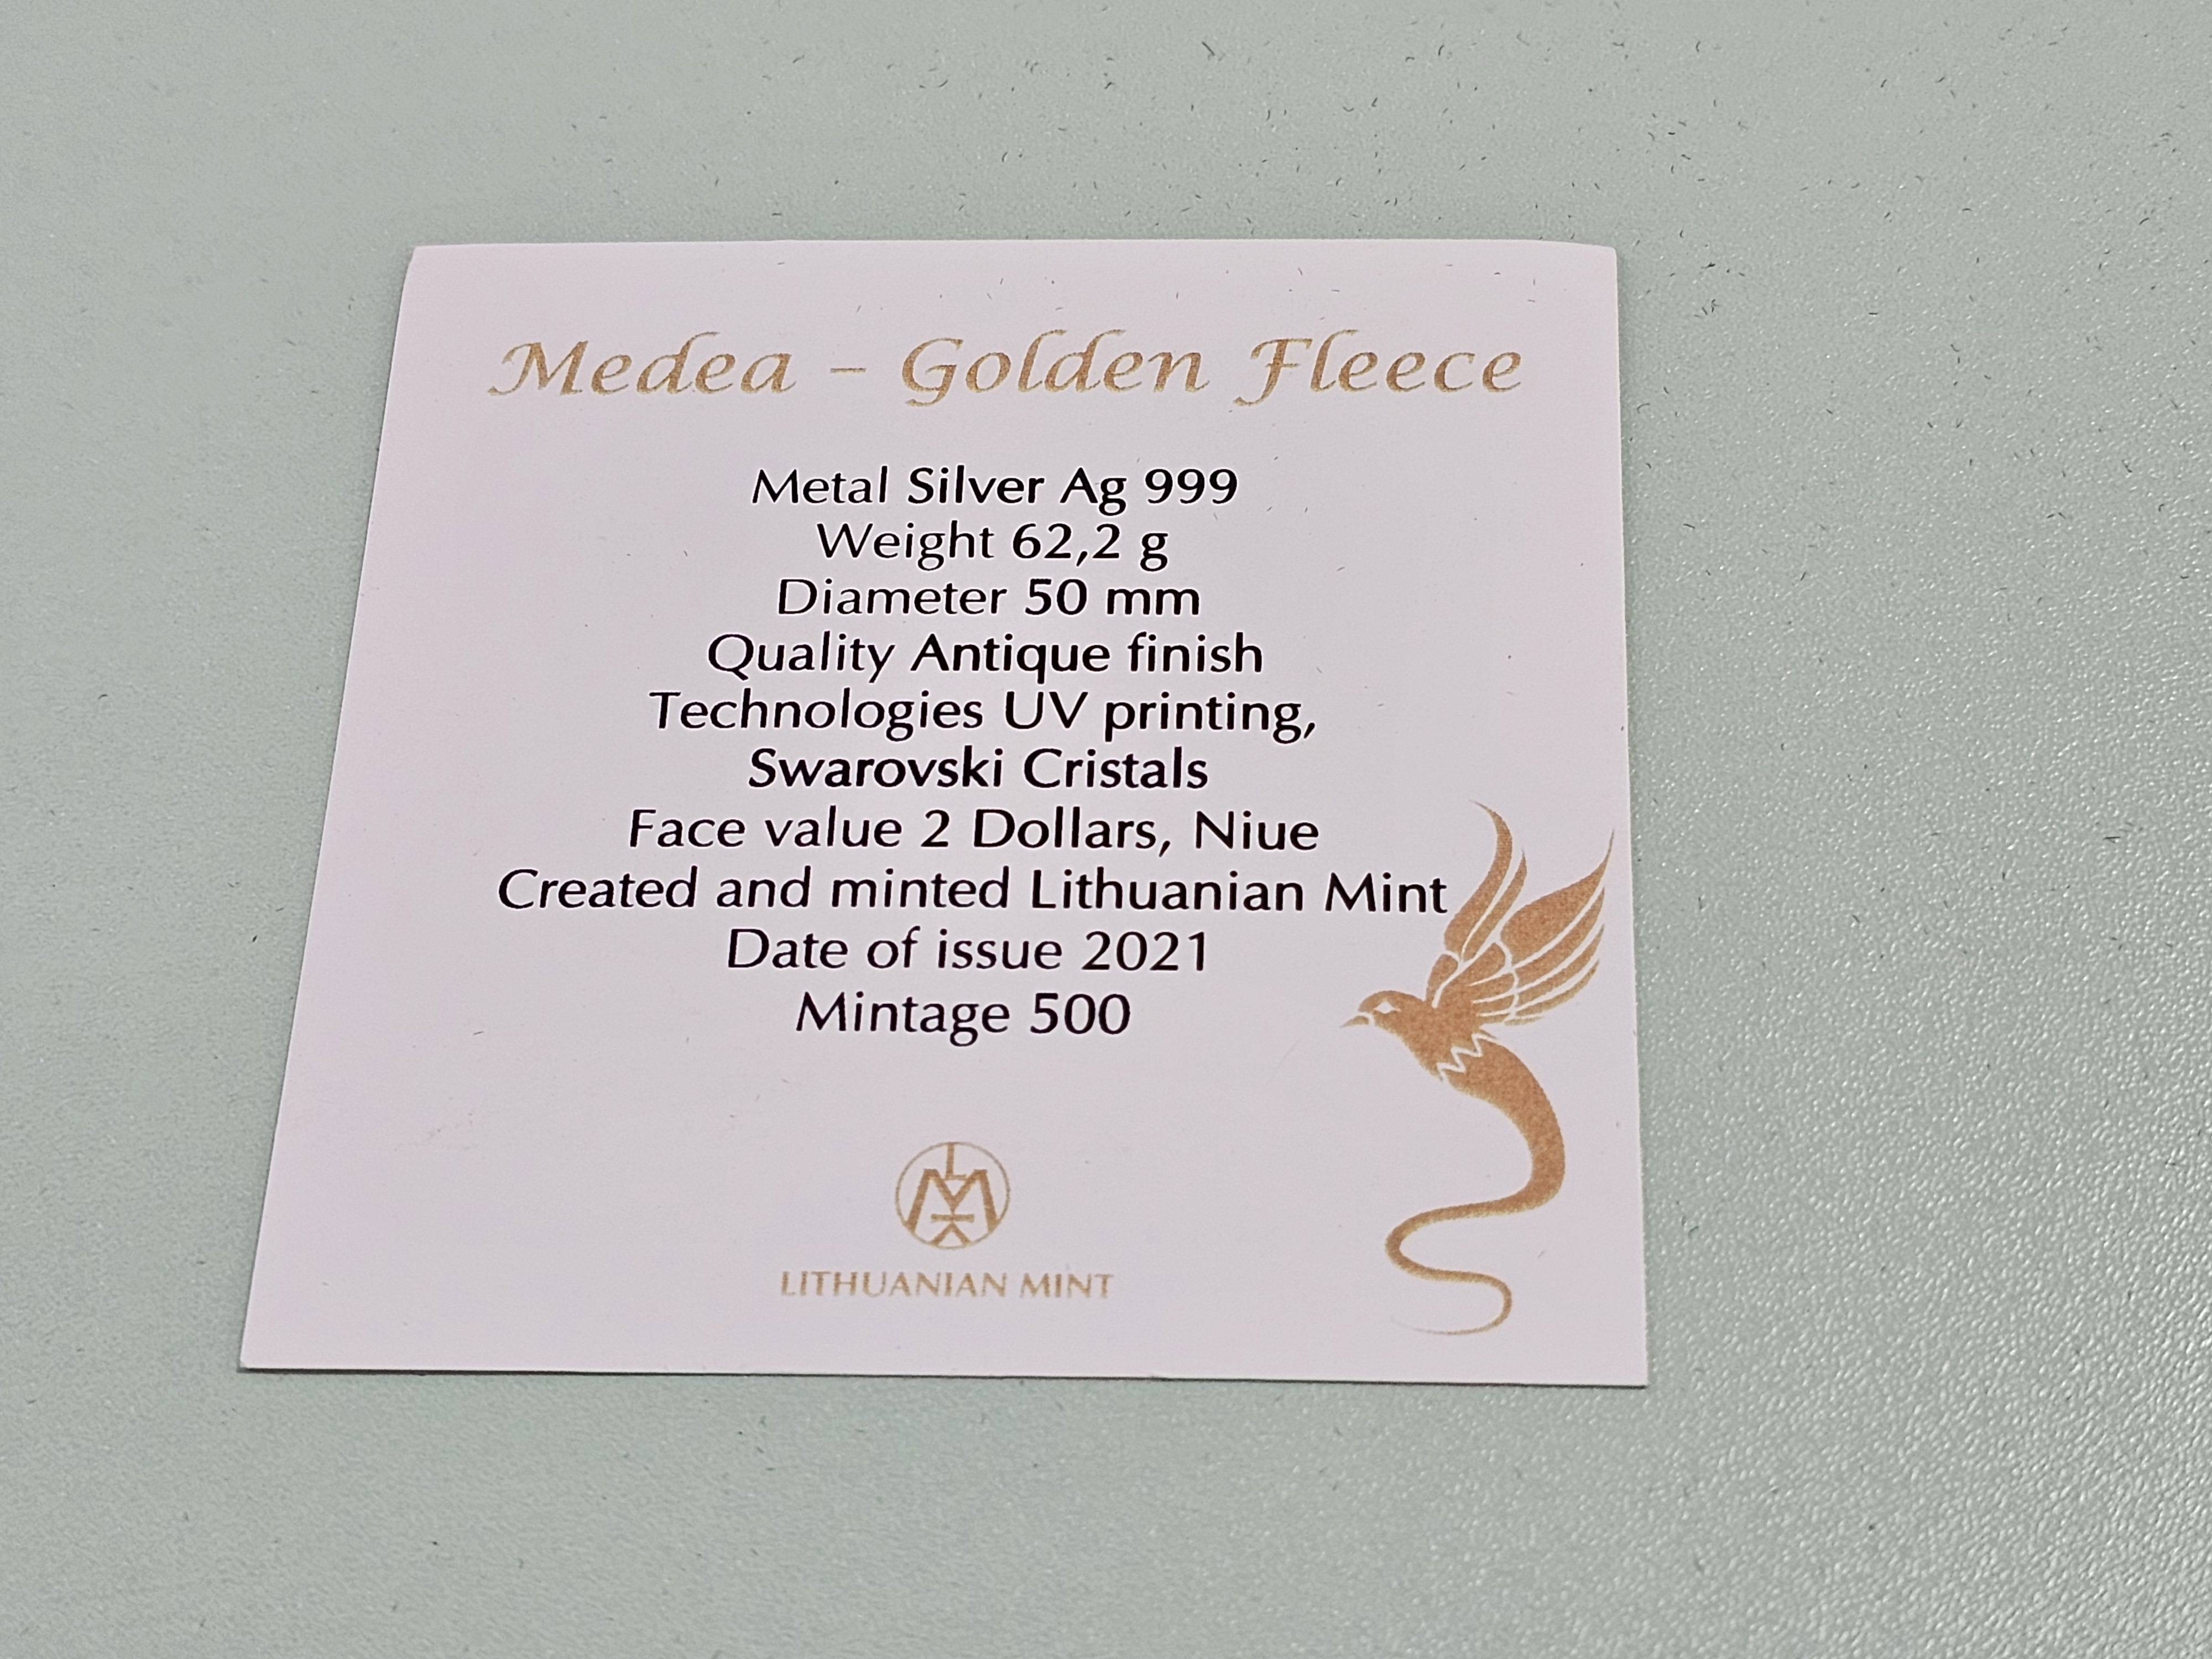 Medea – Golden Fleece
Metal Silver Ag 999
Weight 62,2 g
Diameter 50 mm
Quality Antique finish
Technologies UV printing,
Swarovski Cristals
Face value 2 Dollars, Niue
Created and minted Lithuanian Mint
Date of issue 2021
Mintage 500
LITHUANIAN MINT